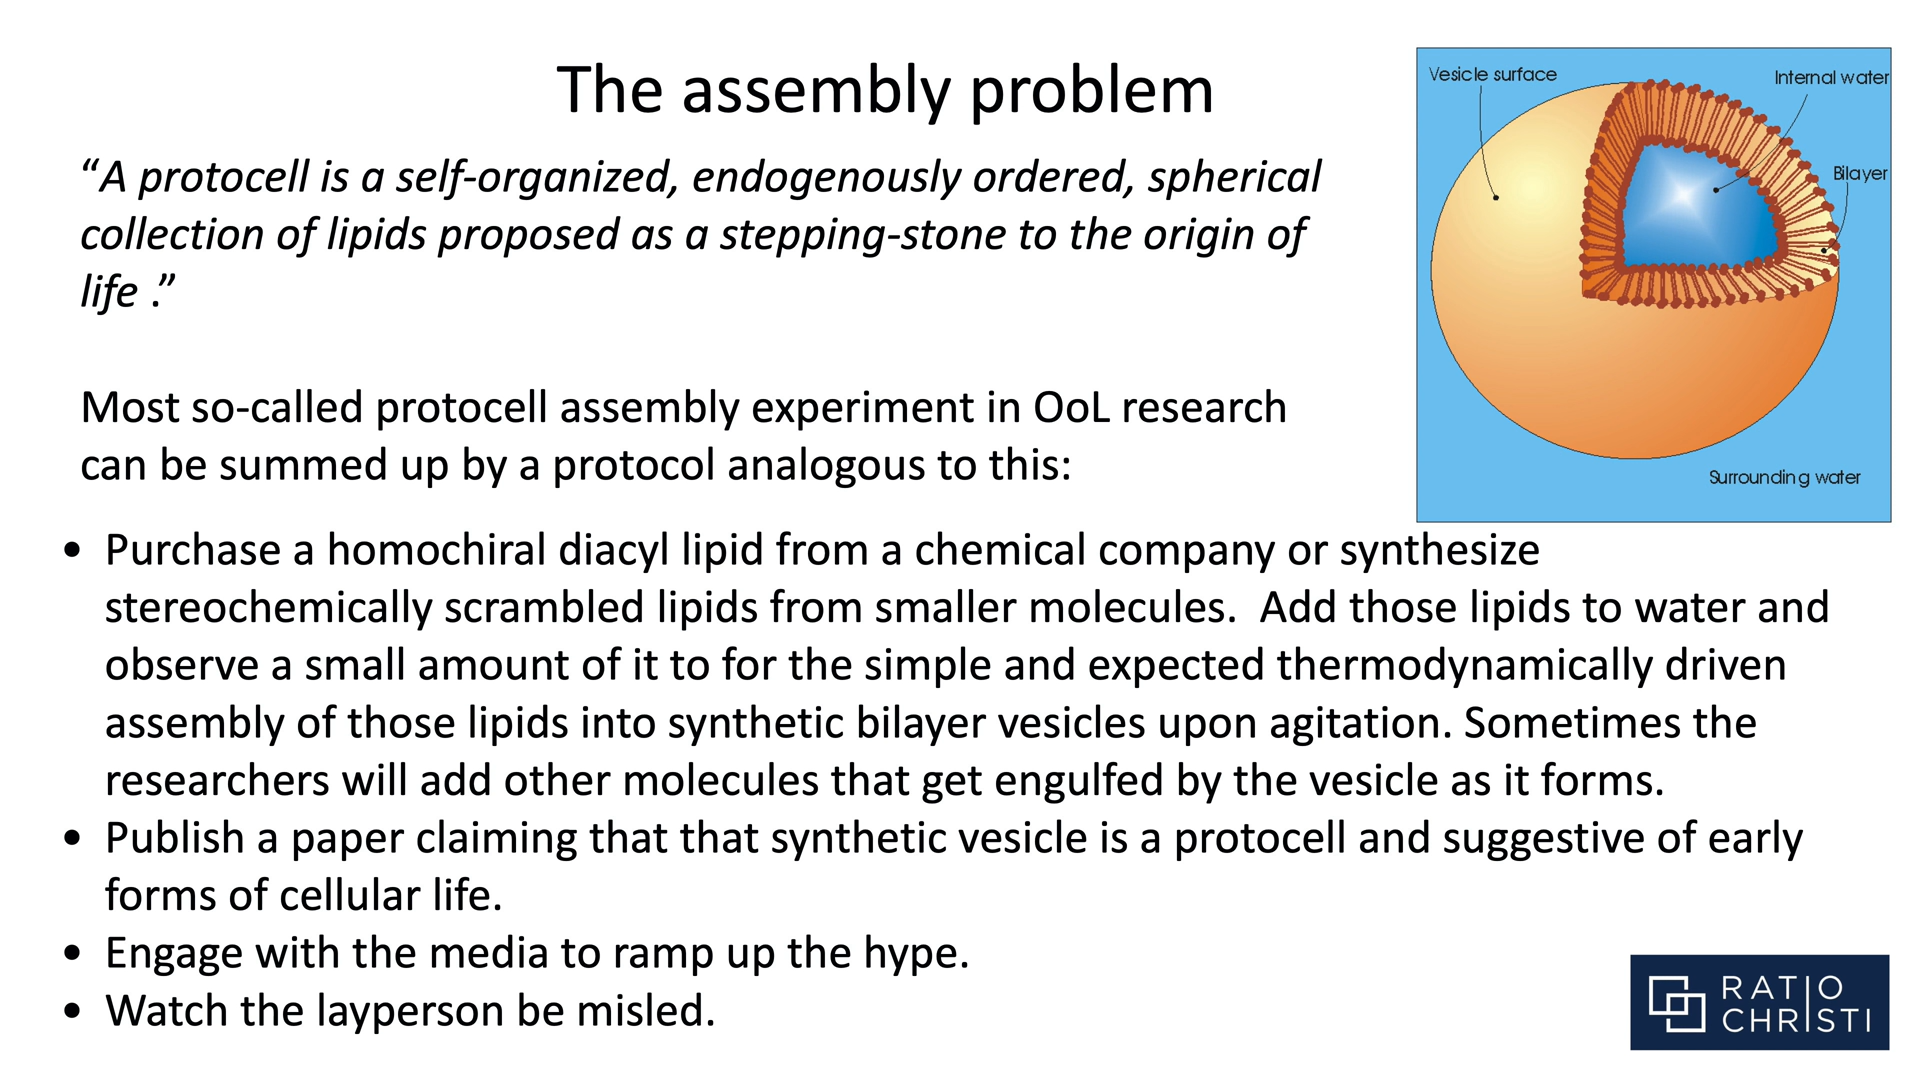 The assembly problem
“A protocell is a self-organized, endogenously ordered, spherical
collection of lipids proposed as a stepping-stone to the origin of
life .”
Most so-called protocell assembly experiment in OoL research
can be summed up by a protocol analogous to this:
Vesicle surface
Internal water
Bilayer
Surrounding water
• Purchase a homochiral diacyl lipid from a chemical company or synthesize
stereochemically scrambled lipids from smaller molecules.  Add those lipids to water and
observe a small amount of it to for the simple and expected thermodynamically driven
assembly of those lipids into synthetic bilayer vesicles upon agitation. Sometimes the
researchers will add other molecules that get engulfed by the vesicle as it forms.
• Publish a paper claiming that that synthetic vesicle is a protocell and suggestive of early
forms of cellular life.
• Engage with the media to ramp up the hype.
• Watch the layperson be misled.
RATIO
CHRISTI